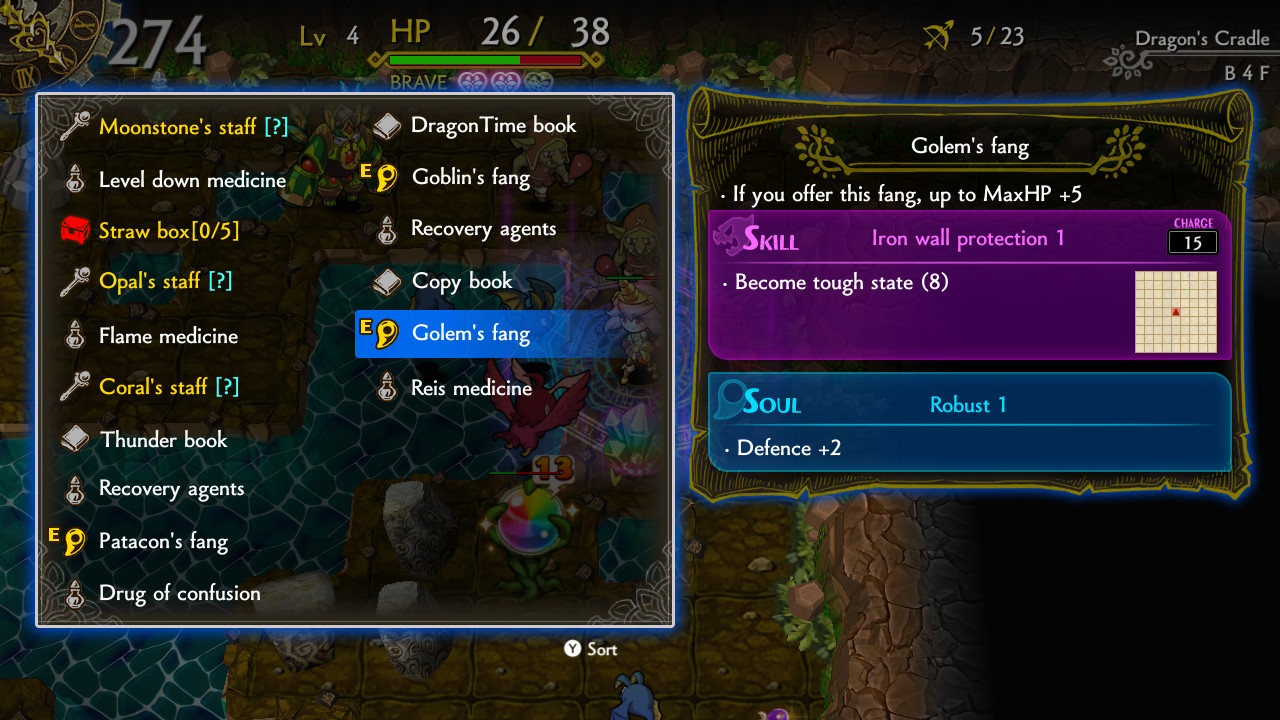 274
Lv 4 HP 26 / 38
5/23
Dragon's Cradle
BRAVE
B 4 F
Moonstone's staff [?]
Level down medicine
Straw box[0/5]
Opal's staff [?]
Flame medicine
Coral's staff [?]
Thunder book
Recovery agents
E Patacon's fang
Drug of confusion
DragonTime book
E Goblin's fang
Recovery agents
Copy book
E Golem's fang
Reis medicine
13
Y Sort
Golem's fang
· If you offer this fang, up to MaxHP +5
SKILL Iron wall protection 1
CHARGE
15
· Become tough state (8)
SOUL Robust 1
· Defence +2